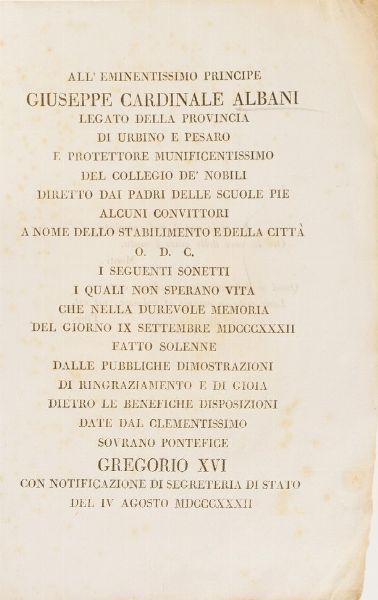 ALL' EMINENTISSIMO PRINCIPE
GIUSEPPE CARDINALE ALBANI
LEGATO DELLA PROVINCIA
DI URBINO E PESARO
E PROTETTORE MUNIFICENTISSIMO
DEL COLLEGIO DE' NOBILI
DIRETTO DAI PADRI DELLE SCUOLE PIE
ALCUNI CONVITTORI
A NOME DELLO STABILIMENTO E DELLA CITTÀ
O. D. C.
I SEGUENTI SONETTI
I QUALI NON SPERANO VITA
CHE NELLA DUREVOLE MEMORIA
DEL GIORNO IX SETTEMBRE MDCCCXXXII
FATTO SOLENNE
DALLE PUBBLICHE DIMOSTRAZIONI
DI RINGRAZIAMENTO E DI GIOIA
DIETRO LE BENEFICHE DISPOSIZIONI
DATE DAL CLEMENTISSIMO
SOVRANO PONTEFICE
GREGORIO XVI
CON NOTIFICAZIONE DI SEGRETERIA DI STATO
DEL IV AGOSTO MDCCCXXXII